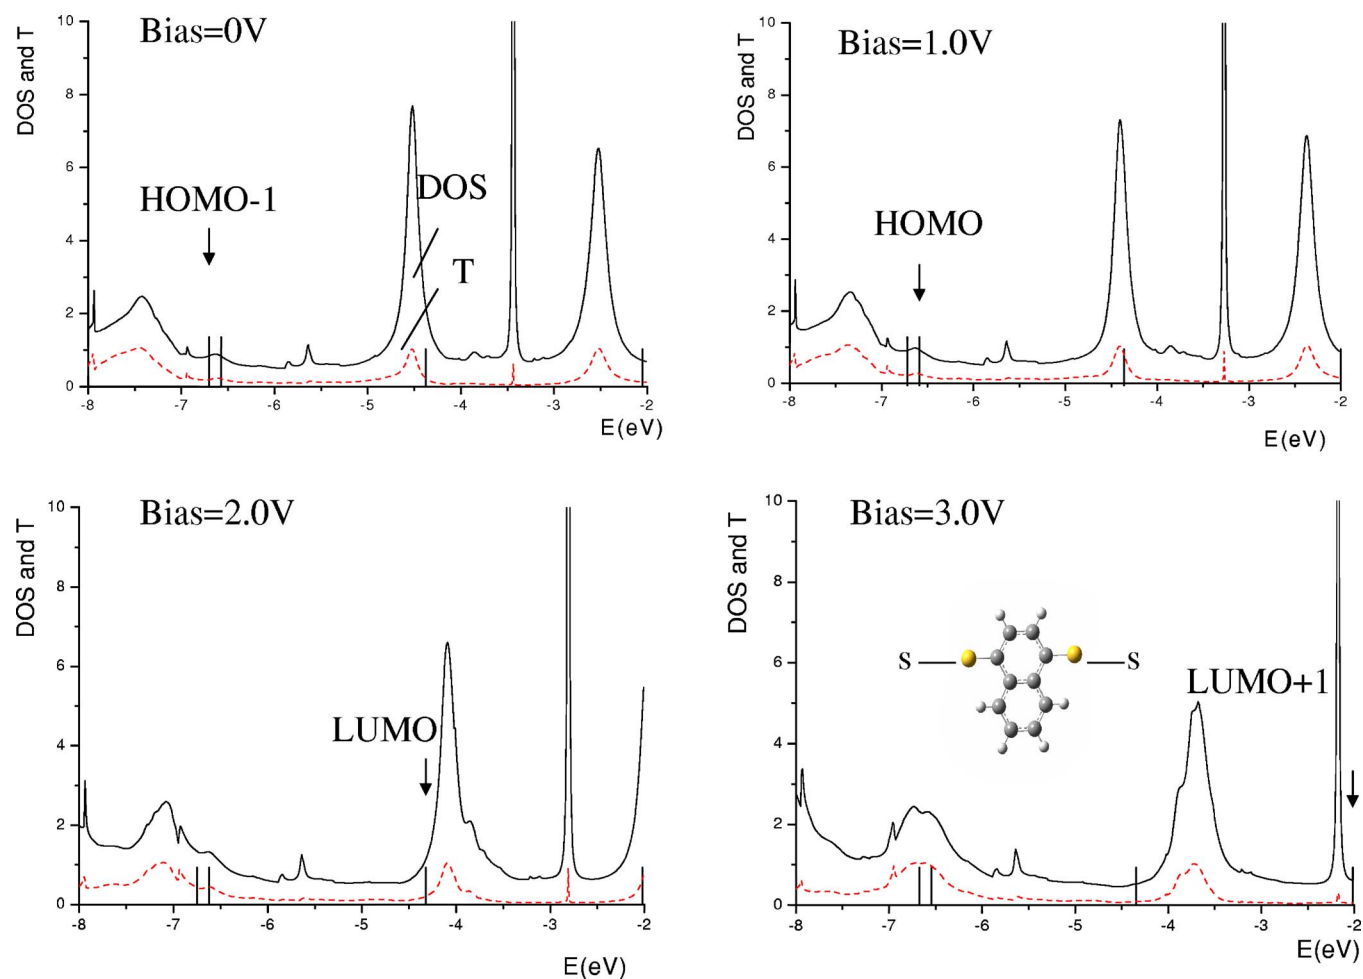 Bias=0V
DOS and T
10
8
6
4
2
0
HOMO-1
DOS
T
-8
-7
-6
-5
-4
-3
-2
E(eV)
Bias=1.0V
DOS and T
10
8
6
4
2
0
HOMO
-8
-7
-6
-5
-4
-3
-2
E(eV)
Bias=2.0V
DOS and T
10
8
6
4
2
0
LUMO
-8
-7
-6
-5
-4
-3
-2
E(eV)
Bias=3.0V
DOS and T
10
8
6
4
2
0
S
S
LUMO+1
-8
-7
-6
-5
-4
-3
-2
E(eV)